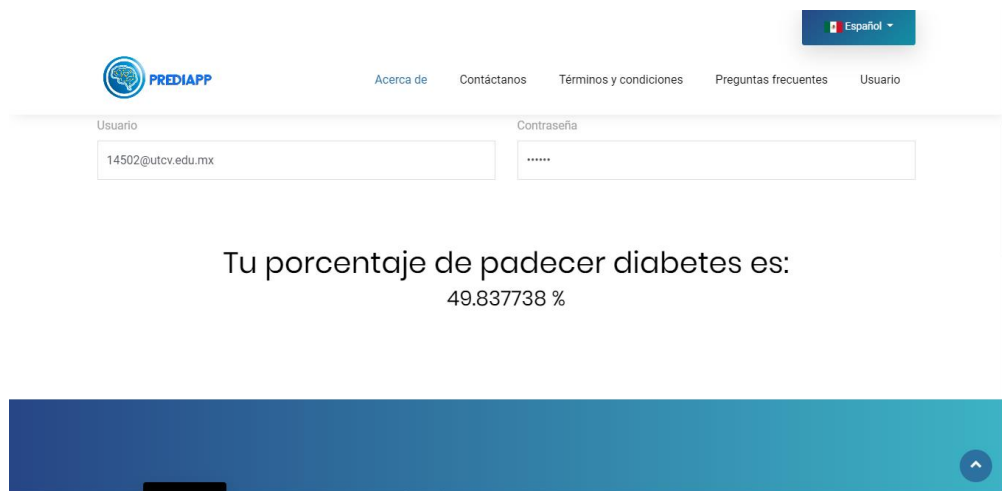 Español
PREDIAPP
Acerca de Contáctanos Términos y condiciones Preguntas frecuentes Usuario
Usuario Contraseña
14502@utcv.edu.mx ······
Tu porcentaje de padecer diabetes es:
49.837738 %